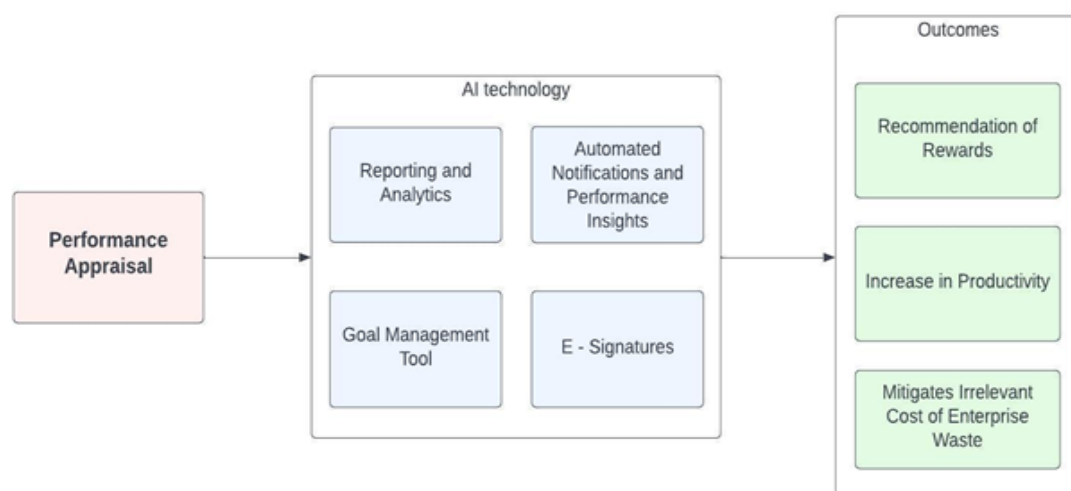 Performance
Appraisal
AI technology
Reporting and
Analytics
Automated
Notifications and
Performance
Insights
Goal Management
Tool
E - Signatures
Outcomes
Recommendation of
Rewards
Increase in Productivity
Mitigates Irrelevant
Cost of Enterprise
Waste